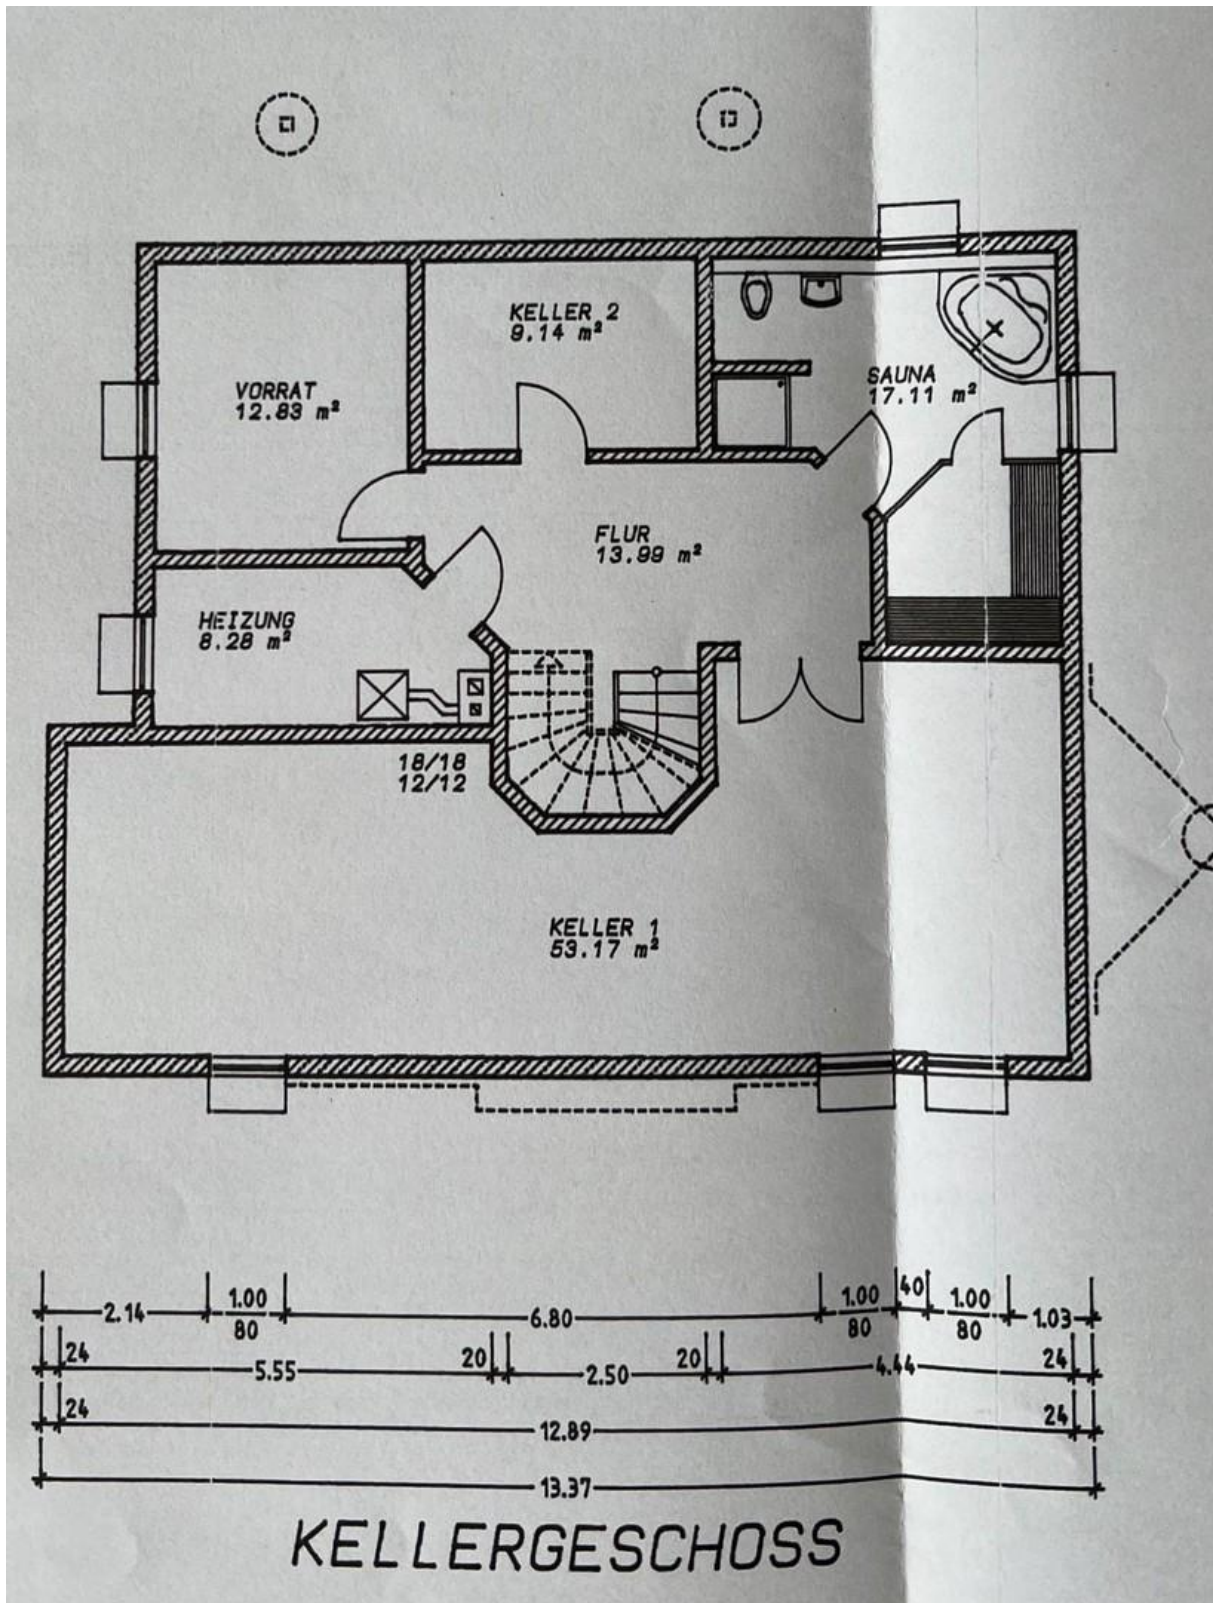 KELLER 2
9.14 m²
VORRAT
12.83 m²
SAUNA
17.11 m²
FLUR
13.99 m²
HEIZUNG
8.28 m²
18/18
12/12
KELLER 1
53.17 m²
2.14 1.00 6.80 1.00 40 1.00 1.03
80 80 80
24 5.55 20 2.50 20 4.44 24
24 12.89 24
13.37
KELLERGESCHOSS